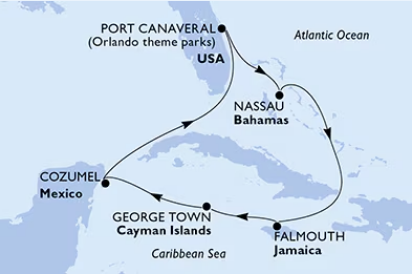 PORT CANAVERAL
(Orlando theme parks)
USA
Atlantic Ocean
NASSAU
Bahamas
COZUMEL
Mexico
GEORGE TOWN
Cayman Islands
FALMOUTH
Jamaica
Caribbean Sea